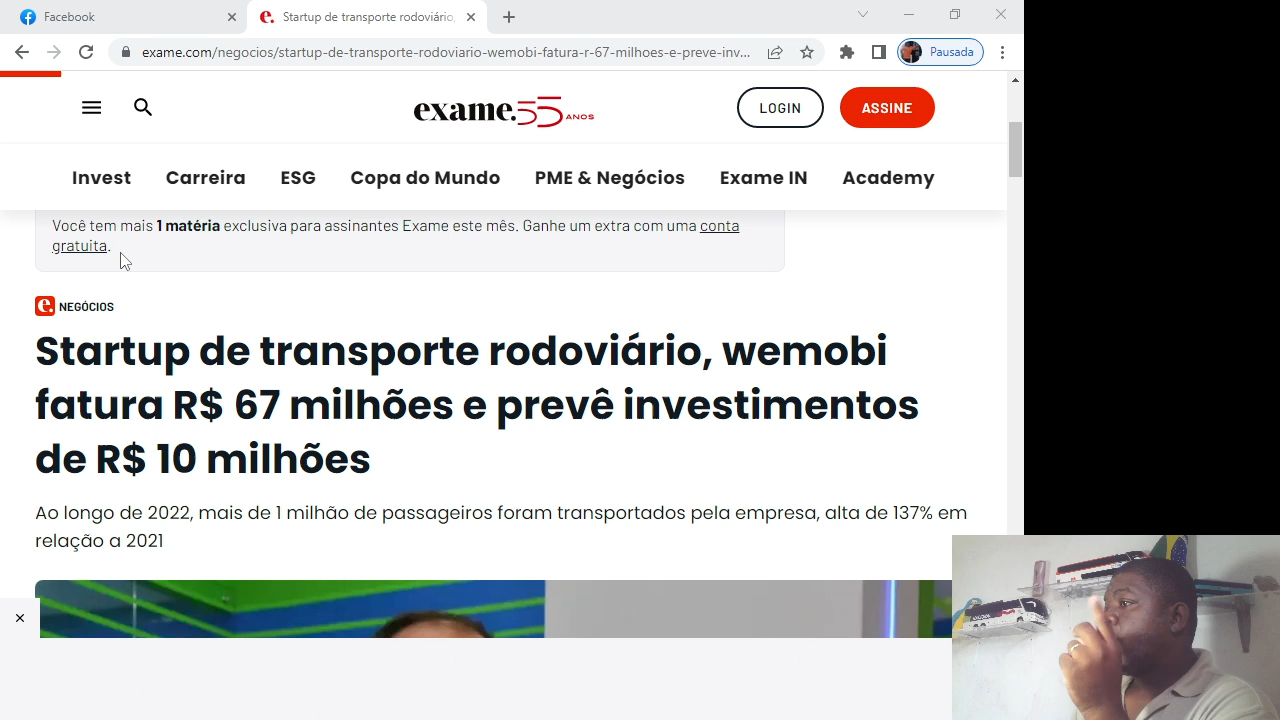 Facebook
Startup de transporte rodoviário,
exame.com/negocios/startup-de-transporte-rodoviario-wemobi-fatura-r-67-milhoes-e-preve-inv...
Pausada
exame.55 ANOS
LOGIN
ASSINE
Invest
Carreira
ESG
Copa do Mundo
PME & Negócios
Exame IN
Academy
Você tem mais 1 matéria exclusiva para assinantes Exame este mês. Ganhe um extra com uma conta
gratuita.
e. NEGÓCIOS
Startup de transporte rodoviário, wemobi
fatura R$ 67 milhões e prevê investimentos
de R$ 10 milhões
Ao longo de 2022, mais de 1 milhão de passageiros foram transportados pela empresa, alta de 137% em
relação a 2021